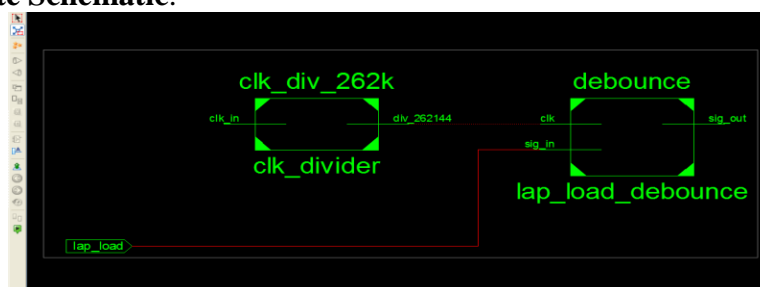 te Schematic.
clk_div_262k debounce
clk_in div_262144 clk sig_out
sig_in
clk_divider
lap_load_debounce
lap_load